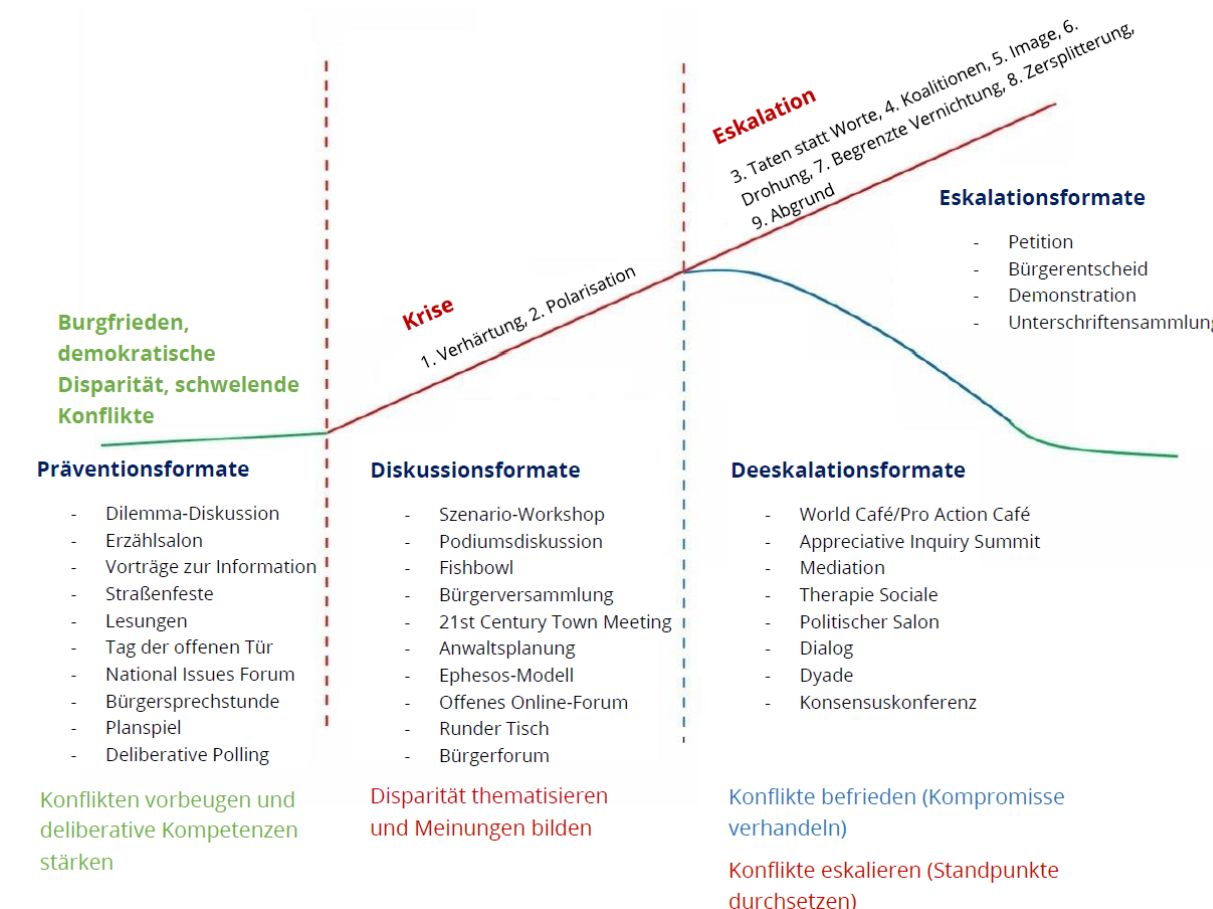 Burgfrieden,
demokratische
Disparität, schwelende
Konflikte
Präventionsformate
- Dilemma-Diskussion
- Erzählsalon
- Vorträge zur Information
- Straßenfeste
- Lesungen
- Tag der offenen Tür
- National Issues Forum
- Bürgersprechstunde
- Planspiel
- Deliberative Polling
Konflikten vorbeugen und
deliberative Kompetenzen
stärken
Krise
1. Verhärtung, 2. Polarisation
Diskussionsformate
- Szenario-Workshop
- Podiumsdiskussion
- Fishbowl
- Bürgerversammlung
- 21st Century Town Meeting
- Anwaltsplanung
- Ephesos-Modell
- Offenes Online-Forum
- Runder Tisch
- Bürgerforum
Disparität thematisieren
und Meinungen bilden
Eskalation
3. Taten statt Worte, 4. Koalitionen, 5. Image, 6.
Drohung, 7. Begrenzte Vernichtung, 8. Zersplitterung,
9. Abgrund
Eskalationsformate
- Petition
- Bürgerentscheid
- Demonstration
- Unterschriftensammlung
Deeskalationsformate
- World Café/Pro Action Café
- Appreciative Inquiry Summit
- Mediation
- Therapie Sociale
- Politischer Salon
- Dialog
- Dyade
- Konsensuskonferenz
Konflikte befrieden (Kompromisse
verhandeln)
Konflikte eskalieren (Standpunkte
durchsetzen)